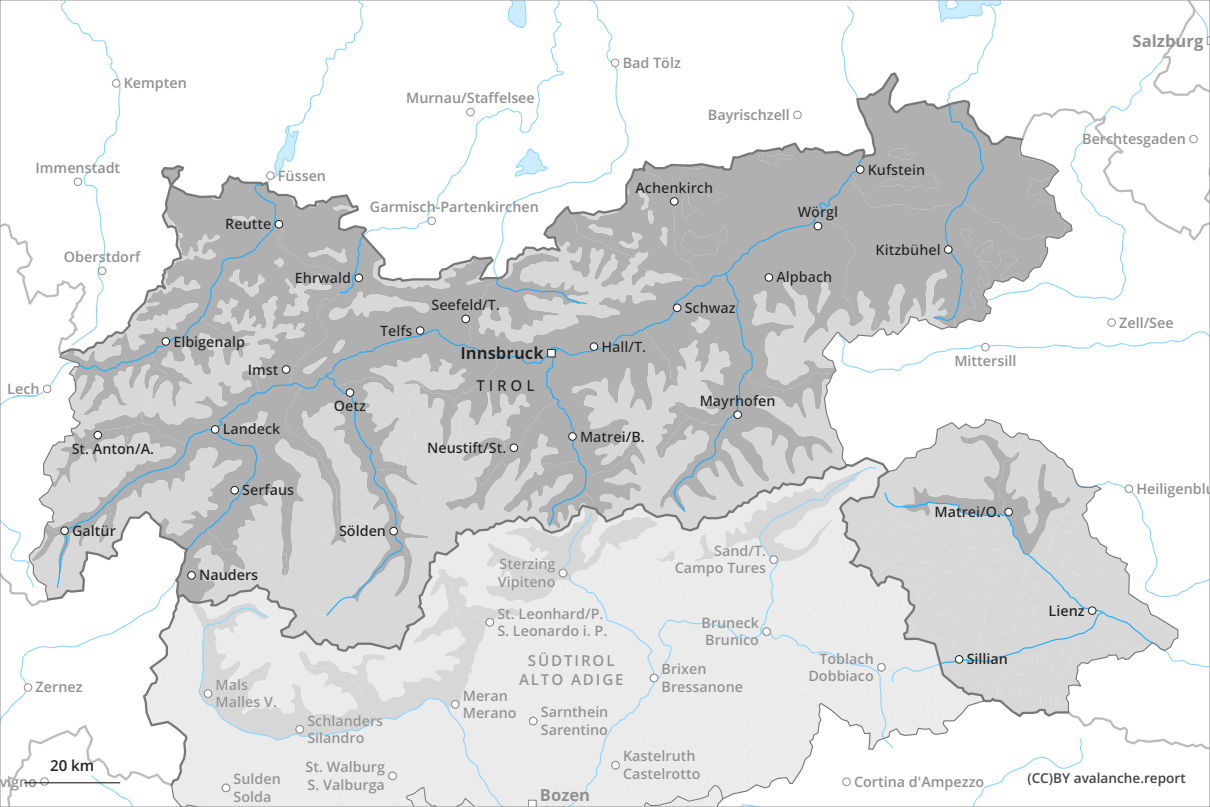 Salzburg
Bad Tölz
Kempten
Murnau/Staffelsee
Bayrischzell
Berchtesgaden
Immenstadt
Füssen
Kufstein
Achenkirch
Garmisch-Partenkirchen
Wörgl
Reutte
Kitzbühel
Oberstdorf
Ehrwald
Alpbach
Seefeld/T.
Schwaz
Zell/See
Telfs
Elbigenalp
Innsbruck
Hall/T.
Mittersill
Imst
TIROL
Lech
Oetz
Mayrhofen
Landeck
Matrei/B.
St. Anton/A.
Neustift/St.
Serfaus
Heiligenblu
Matrei/O.
Galtür
Sölden
Sand/T.
Campo Tures
Sterzing
Vipiteno
Nauders
Lienz
St. Leonhard/P.
S. Leonardo i. P.
Bruneck
Brunico
Sillian
SÜDTIROL
ALTO ADIGE
Toblach
Dobbiaco
Brixen
Bressanone
Zernez
Mals
Malles V.
Meran
Merano
Sarnthein
Sarentino
Schlanders
Silandro
Kastelruth
Castelrotto
20 km
St. Walburg
S. Valburga
vigno
Sulden
Solda
Cortina d'Ampezzo
(CC)BY avalanche.report
Bozen